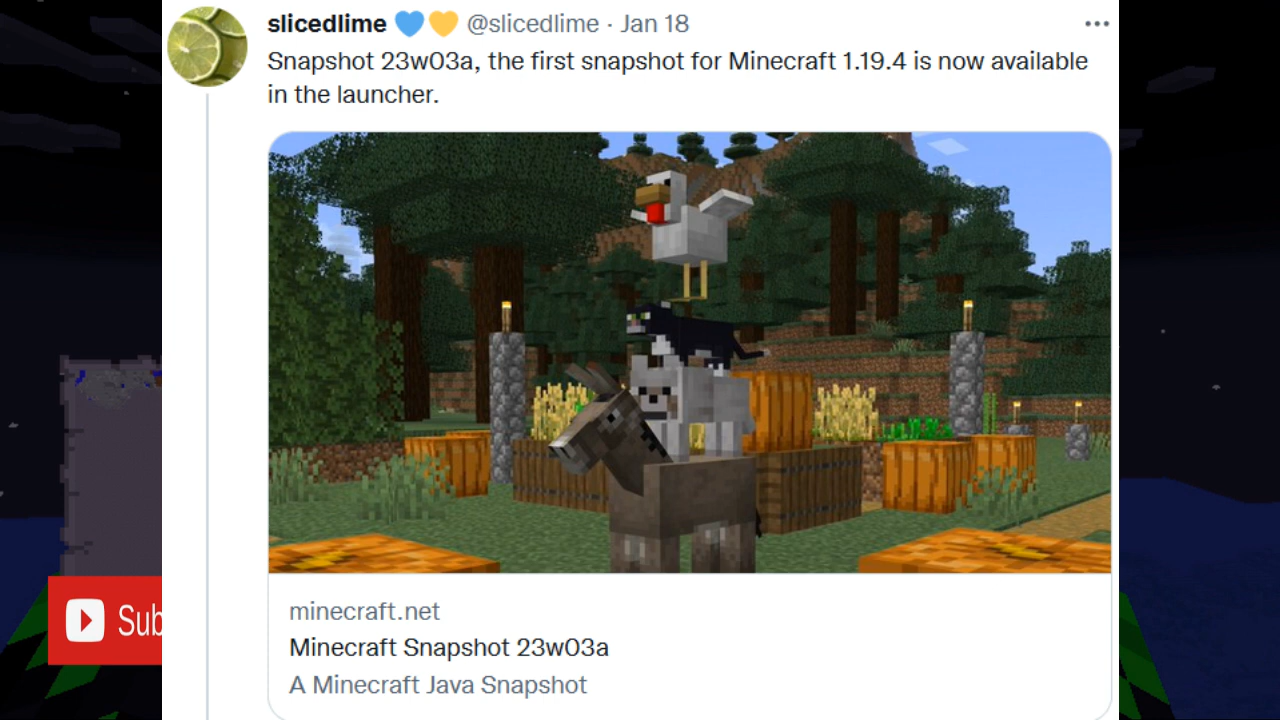 slicedlime 💙💛 @slicedlime · Jan 18
Snapshot 23w03a, the first snapshot for Minecraft 1.19.4 is now available
in the launcher.
minecraft.net
Minecraft Snapshot 23w03a
A Minecraft Java Snapshot
Sub